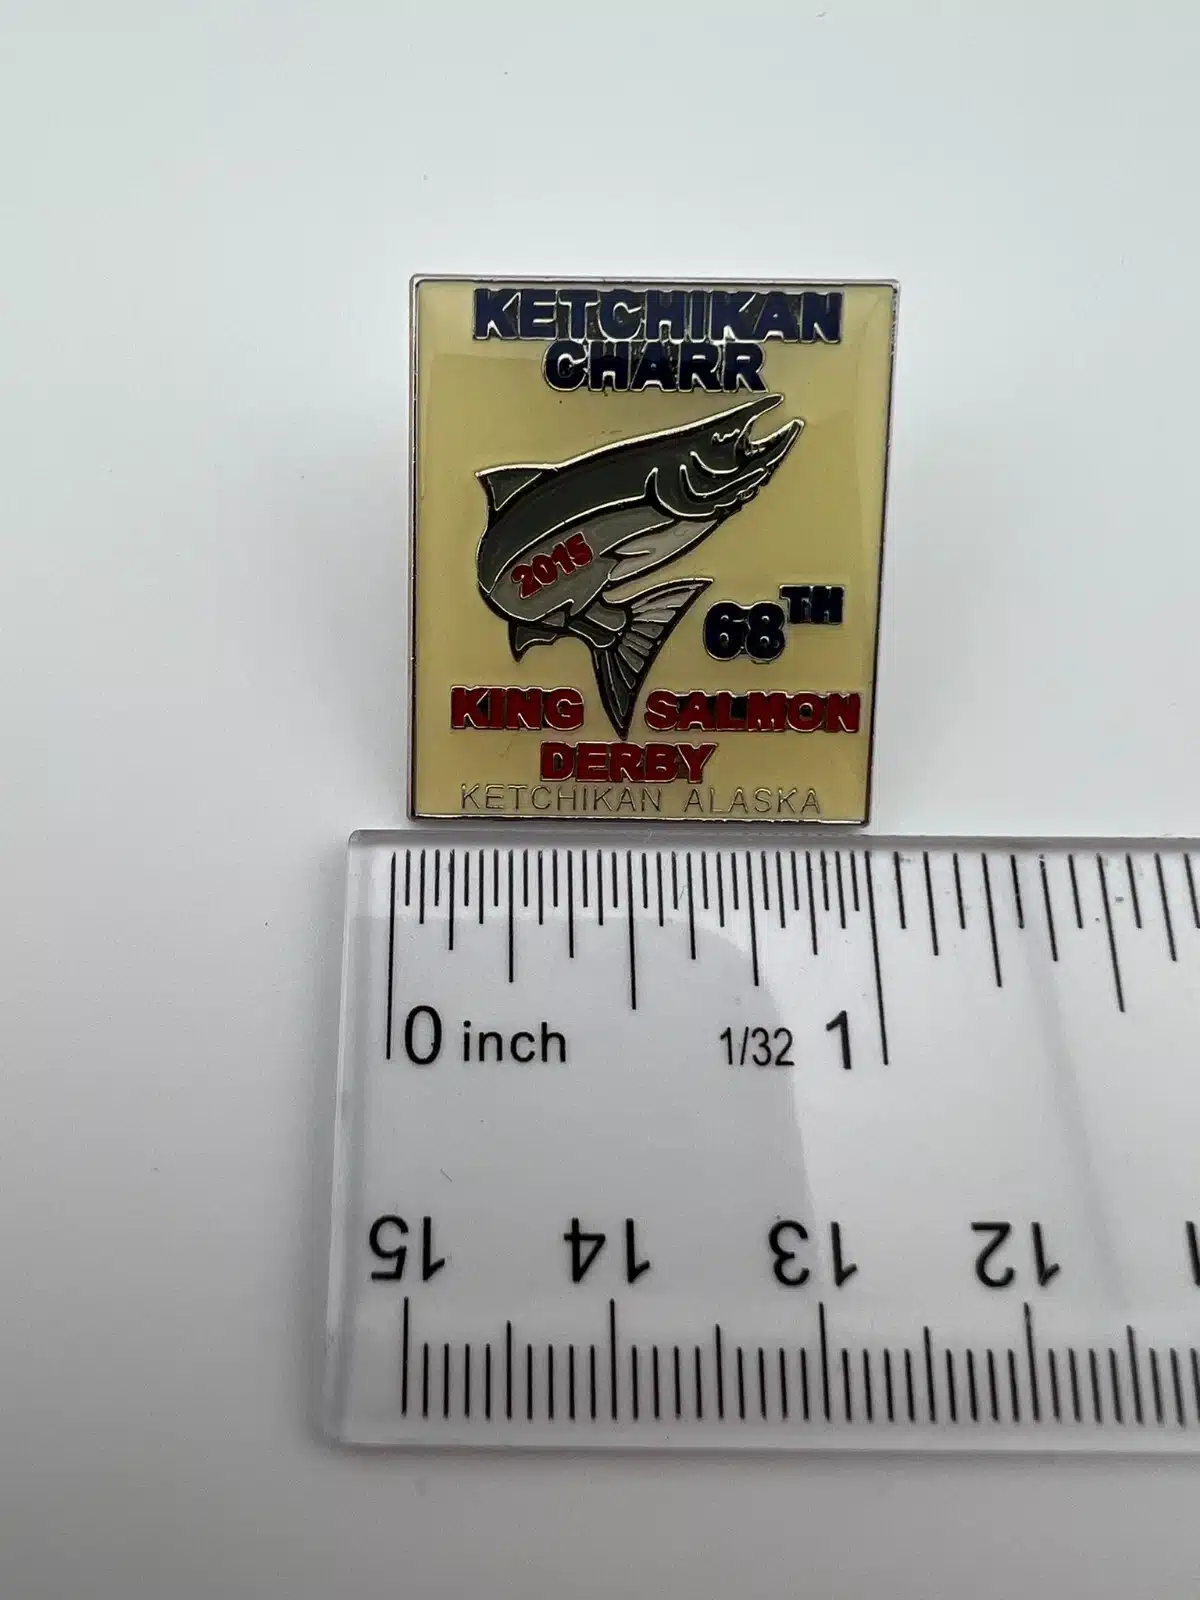 KETCHIKAN
CHARR
2015
68TH
KING SALMON
DERBY
KETCHIKAN ALASKA
0 inch 1/32 1
15 14 13 12